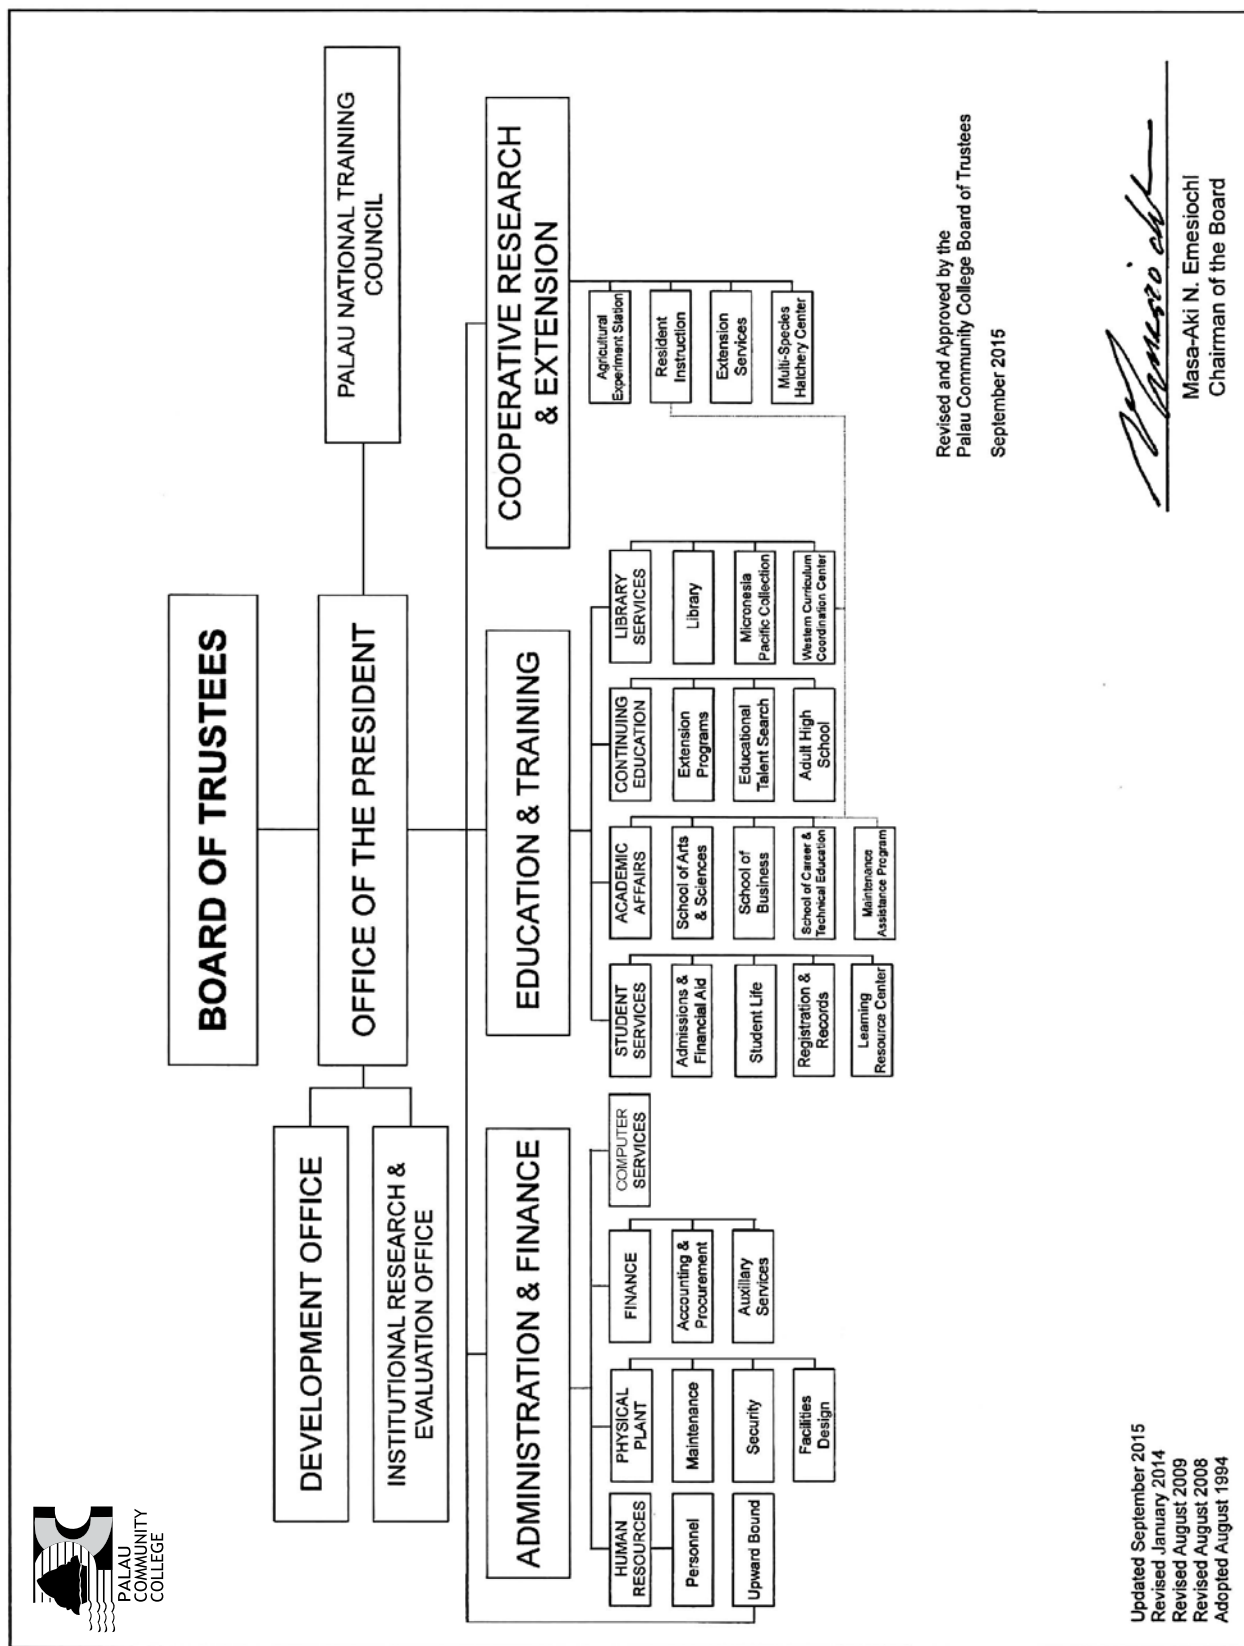 PALAU
COMMUNITY
COLLEGE
BOARD OF TRUSTEES
OFFICE OF THE PRESIDENT
DEVELOPMENT OFFICE
INSTITUTIONAL RESEARCH &
EVALUATION OFFICE
PALAU NATIONAL TRAINING
COUNCIL
ADMINISTRATION & FINANCE
HUMAN
RESOURCES
Personnel
Upward Bound
PHYSICAL
PLANT
Maintenance
Security
Facilities
Design
FINANCE
Accounting &
Procurement
Auxillary
Services
COMPUTER
SERVICES
EDUCATION & TRAINING
STUDENT
SERVICES
Admissions &
Financial Aid
Student Life
Registration &
Records
Learning
Resource Center
ACADEMIC
AFFAIRS
School of Arts
& Sciences
School of
Business
School of Career &
Technical Education
Maintenance
Assistance Program
CONTINUING
EDUCATION
Extension
Programs
Educational
Talent Search
Adult High
School
LIBRARY
SERVICES
Library
Micronesia
Pacific Collection
Western Curriculum
Coordination Center
COOPERATIVE RESEARCH
& EXTENSION
Agricultural
Experiment Station
Resident
Instruction
Extension
Services
Multi-Species
Hatchery Center
Revised and Approved by the
Palau Community College Board of Trustees
September 2015
Masa-Aki N. Emesiochl
Chairman of the Board
Updated September 2015
Revised January 2014
Revised August 2009
Revised August 2008
Adopted August 1994